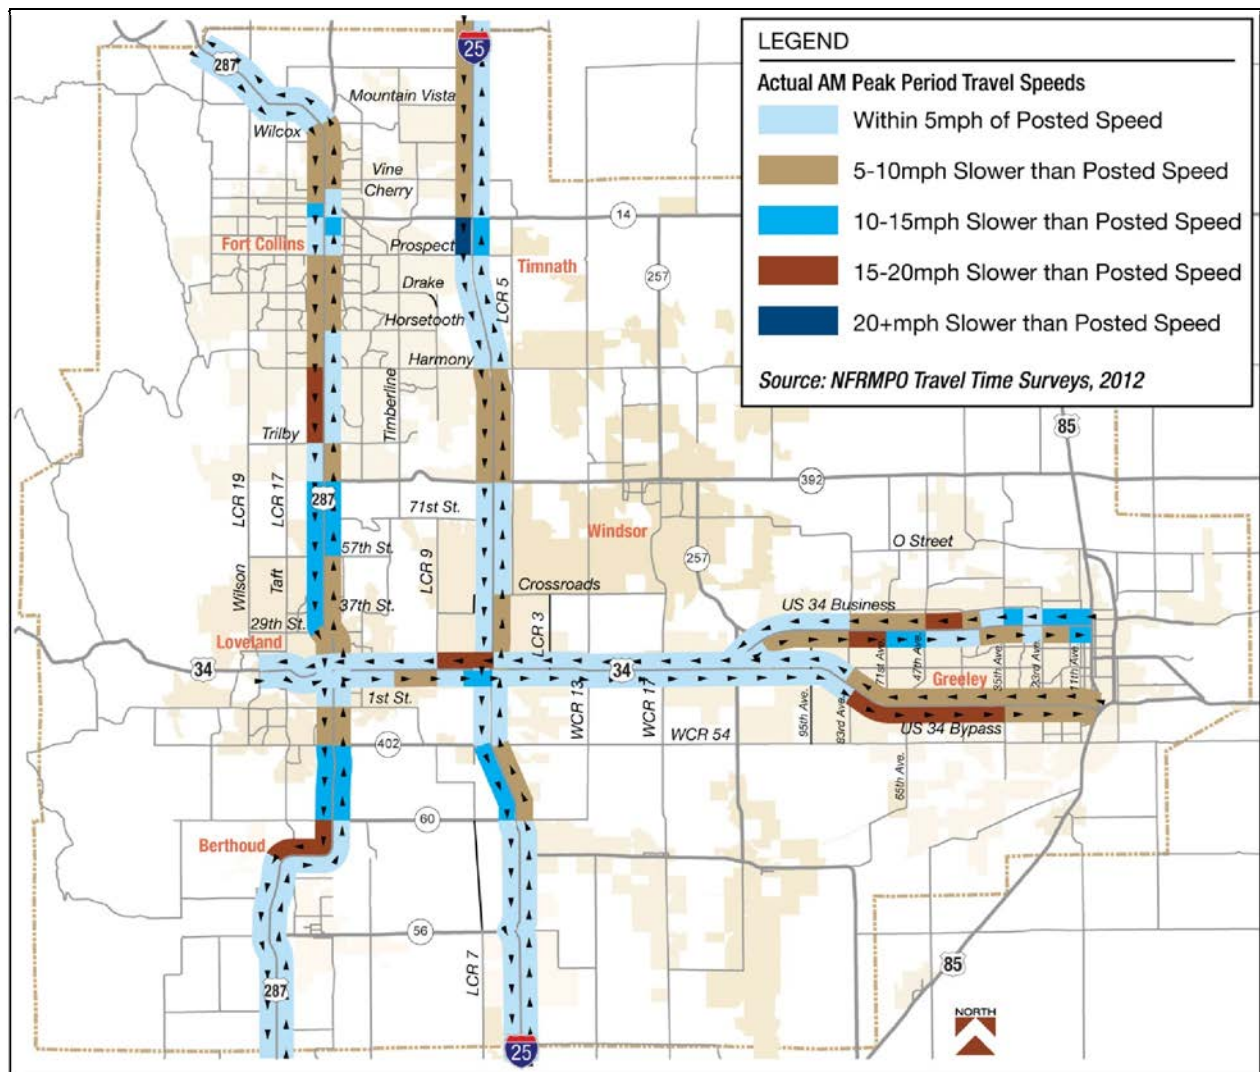 LEGEND
Actual AM Peak Period Travel Speeds
Within 5mph of Posted Speed
5-10mph Slower than Posted Speed
10-15mph Slower than Posted Speed
15-20mph Slower than Posted Speed
20+mph Slower than Posted Speed
Source: NFRMPO Travel Time Surveys, 2012
25
287
Mountain Vista
Wilcox
Vine
Cherry
14
Fort Collins
Prospect
Timnath
257
Drake
LCR 5
Horsetooth
Harmony
Timberline
Trilby
85
LCR 19
LCR 17
287
392
71st St.
Windsor
O Street
57th St.
257
LCR 9
Wilson
Taft
Crossroads
37th St.
US 34 Business
29th St.
LCR 3
Loveland
34
34
71st Ave.
47th Ave.
35th Ave.
23rd Ave.
11th Ave.
Greeley
1st St.
WCR 13
WCR 17
95th Ave.
83rd Ave.
US 34 Bypass
402
WCR 54
65th Ave.
60
Berthoud
56
LCR 7
85
287
NORTH
25